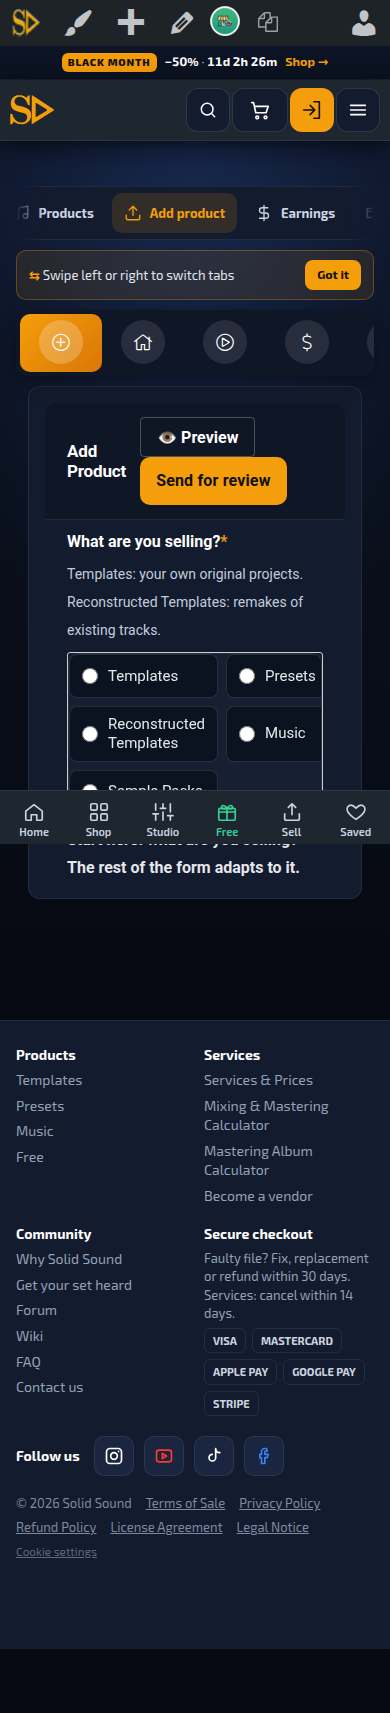 BLACK MONTH −50% · 11d 2h 26m Shop →
Products Add product Earnings
⇆ Swipe left or right to switch tabs Got it
Add Product
Preview
Send for review
What are you selling?*
Templates: your own original projects.
Reconstructed Templates: remakes of
existing tracks.
Templates Presets
Reconstructed Templates Music
Home Shop Studio Free Sell Saved
The rest of the form adapts to it.
Products
Templates
Presets
Music
Free
Services
Services & Prices
Mixing & Mastering
Calculator
Mastering Album
Calculator
Become a vendor
Community
Why Solid Sound
Get your set heard
Forum
Wiki
FAQ
Contact us
Secure checkout
Faulty file? Fix, replacement
or refund within 30 days.
Services: cancel within 14
days.
VISA MASTERCARD
APPLE PAY GOOGLE PAY
STRIPE
Follow us
© 2026 Solid Sound Terms of Sale Privacy Policy
Refund Policy License Agreement Legal Notice
Cookie settings